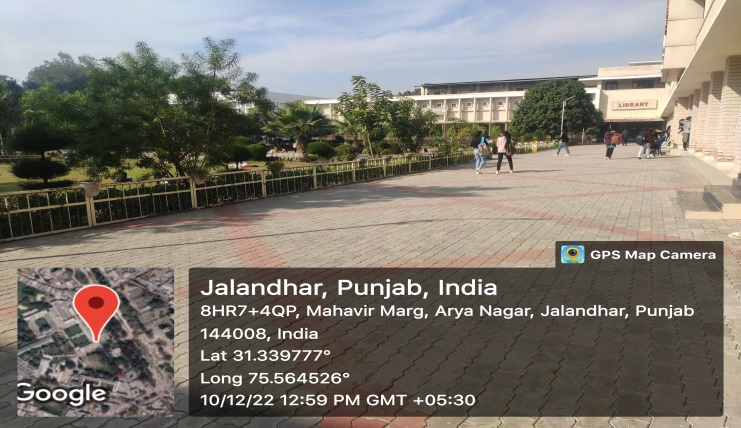 LIBRARY
GPS Map Camera
Jalandhar, Punjab, India
8HR7+4QP, Mahavir Marg, Arya Nagar, Jalandhar, Punjab
144008, India
Lat 31.339777°
Long 75.564526°
10/12/22 12:59 PM GMT +05:30
Google